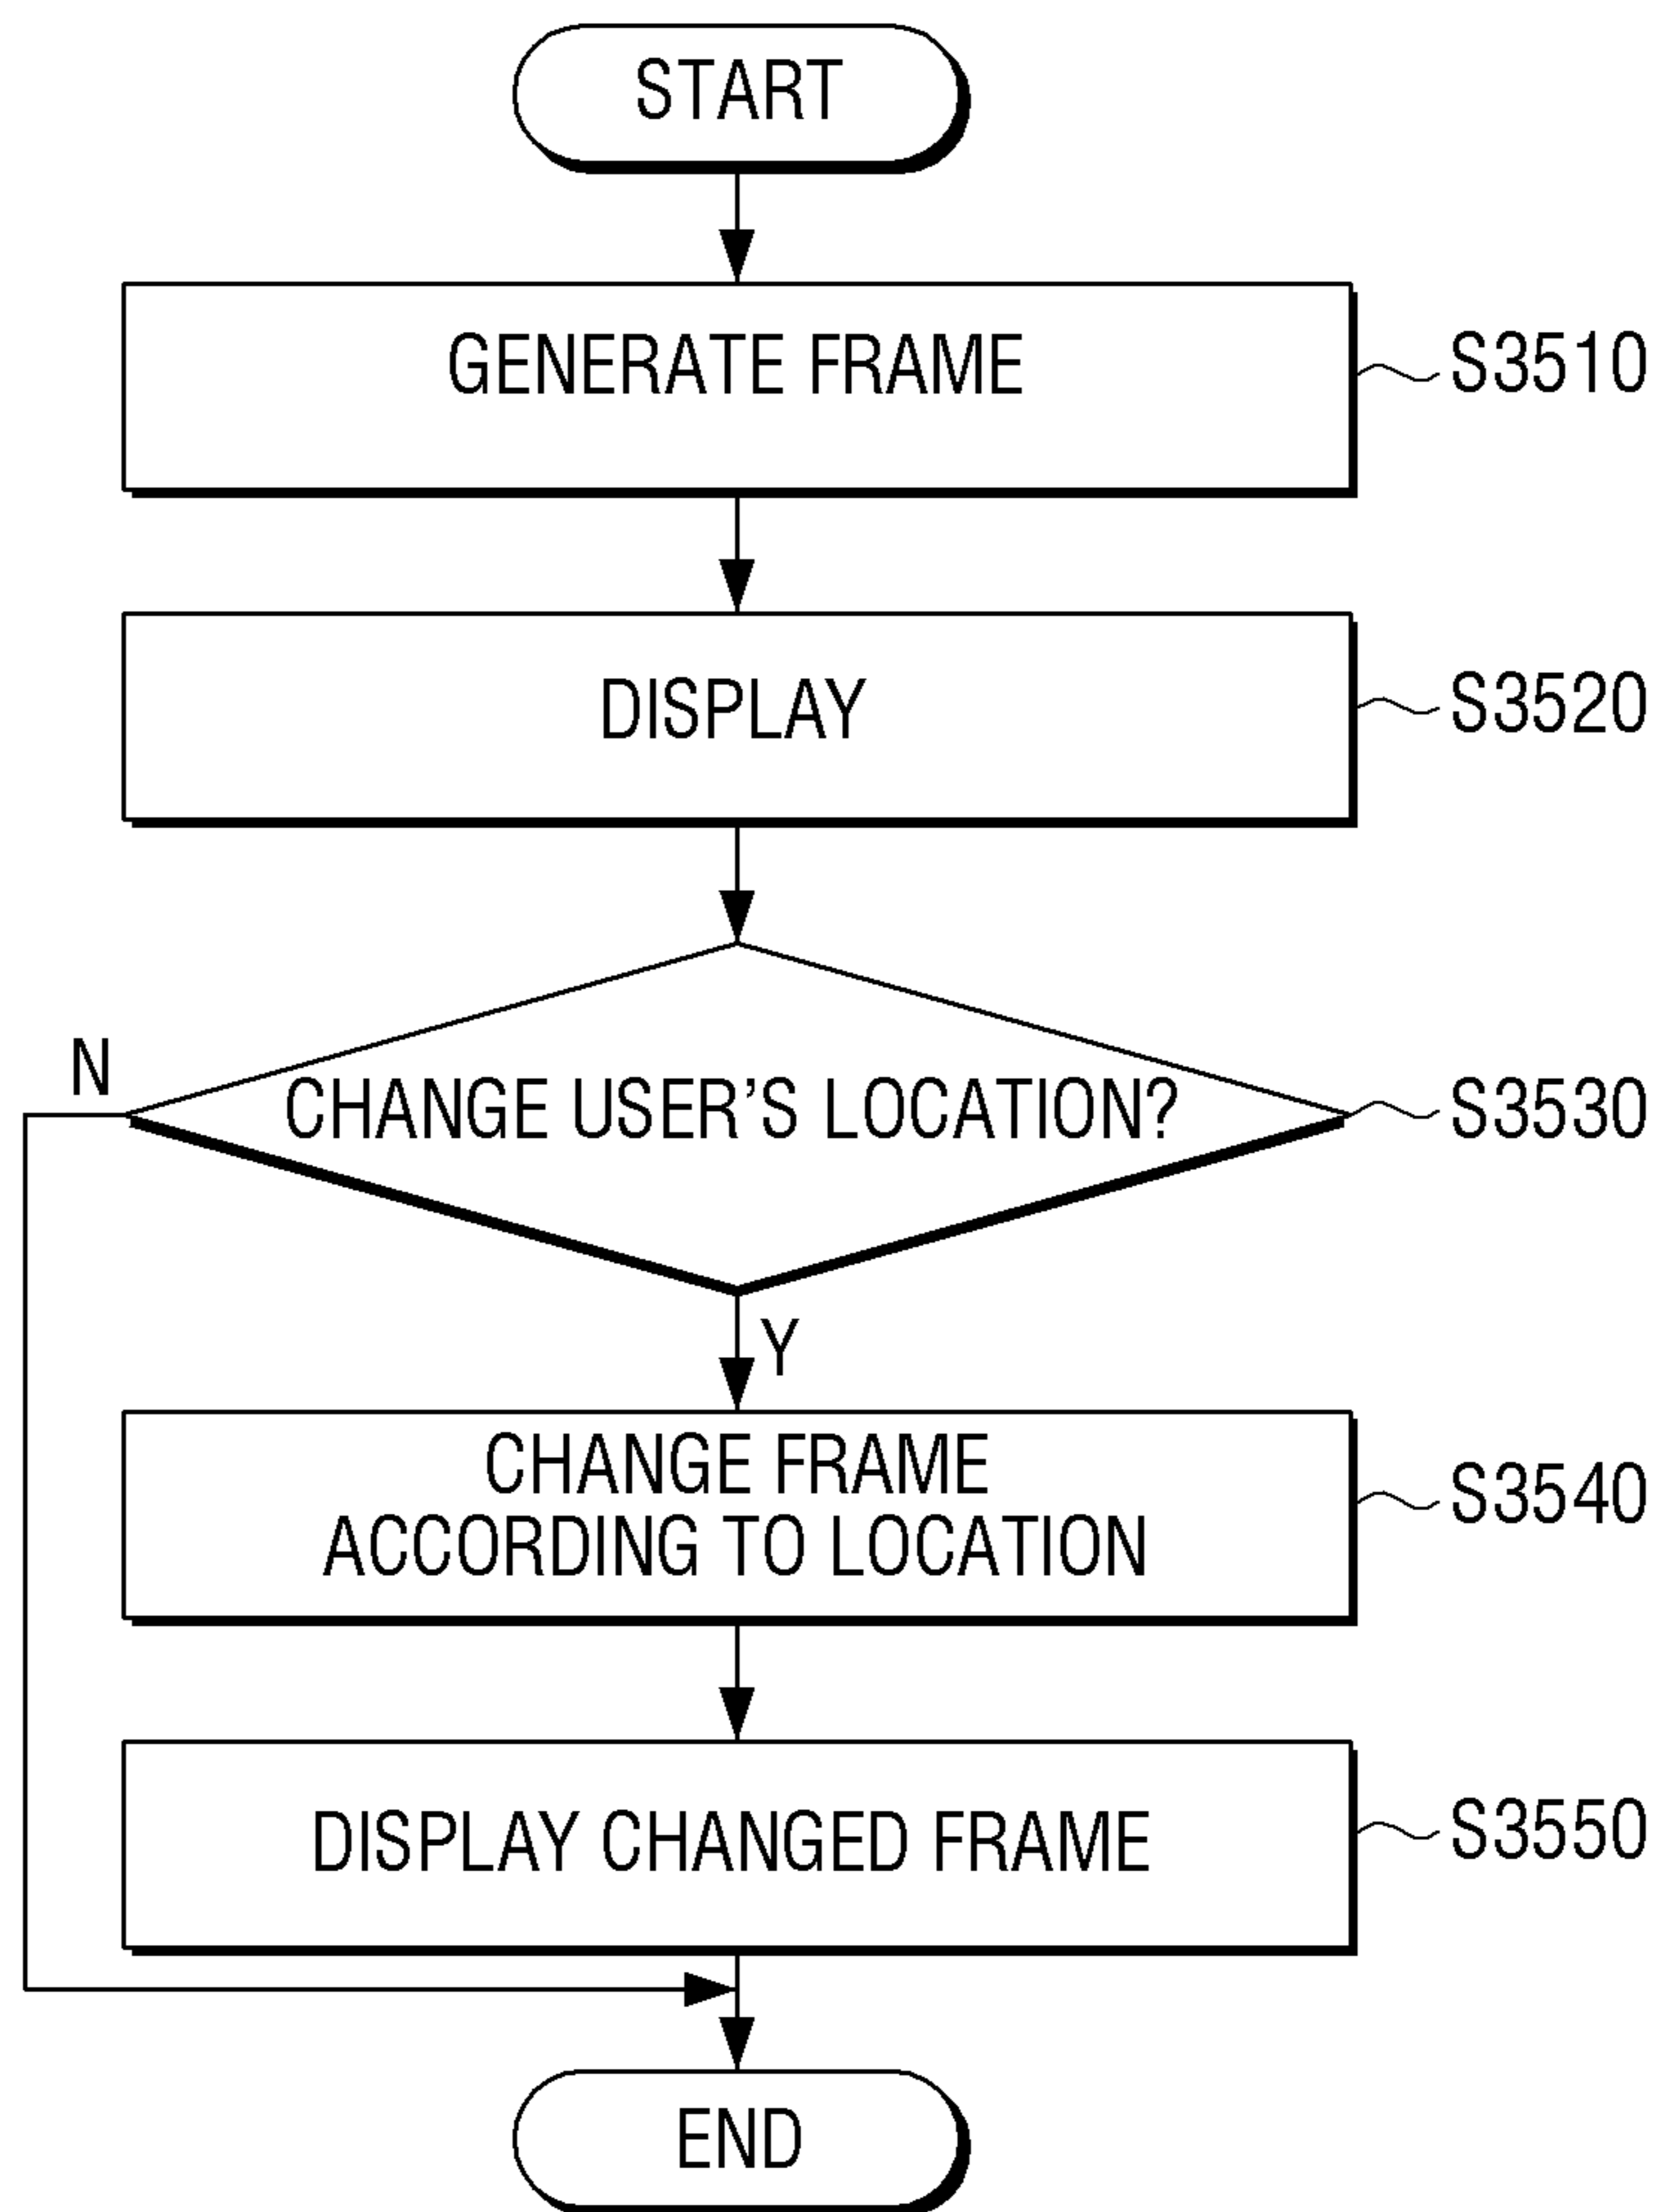 START
GENERATE FRAME
S3510
DISPLAY
S3520
N
CHANGE USER'S LOCATION?
S3530
Y
CHANGE FRAME
ACCORDING TO LOCATION
S3540
DISPLAY CHANGED FRAME
S3550
END